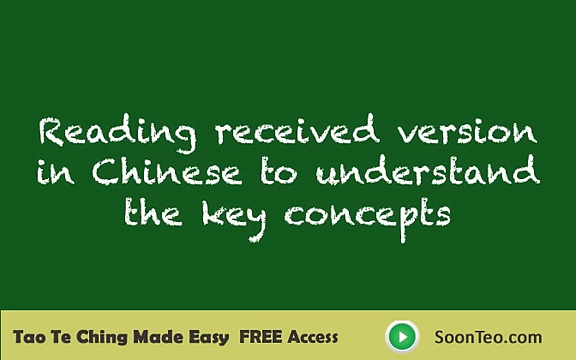 Reading received version
in Chinese to understand
the key concepts
Tao Te Ching Made Easy FREE Access
SoonTeo.com